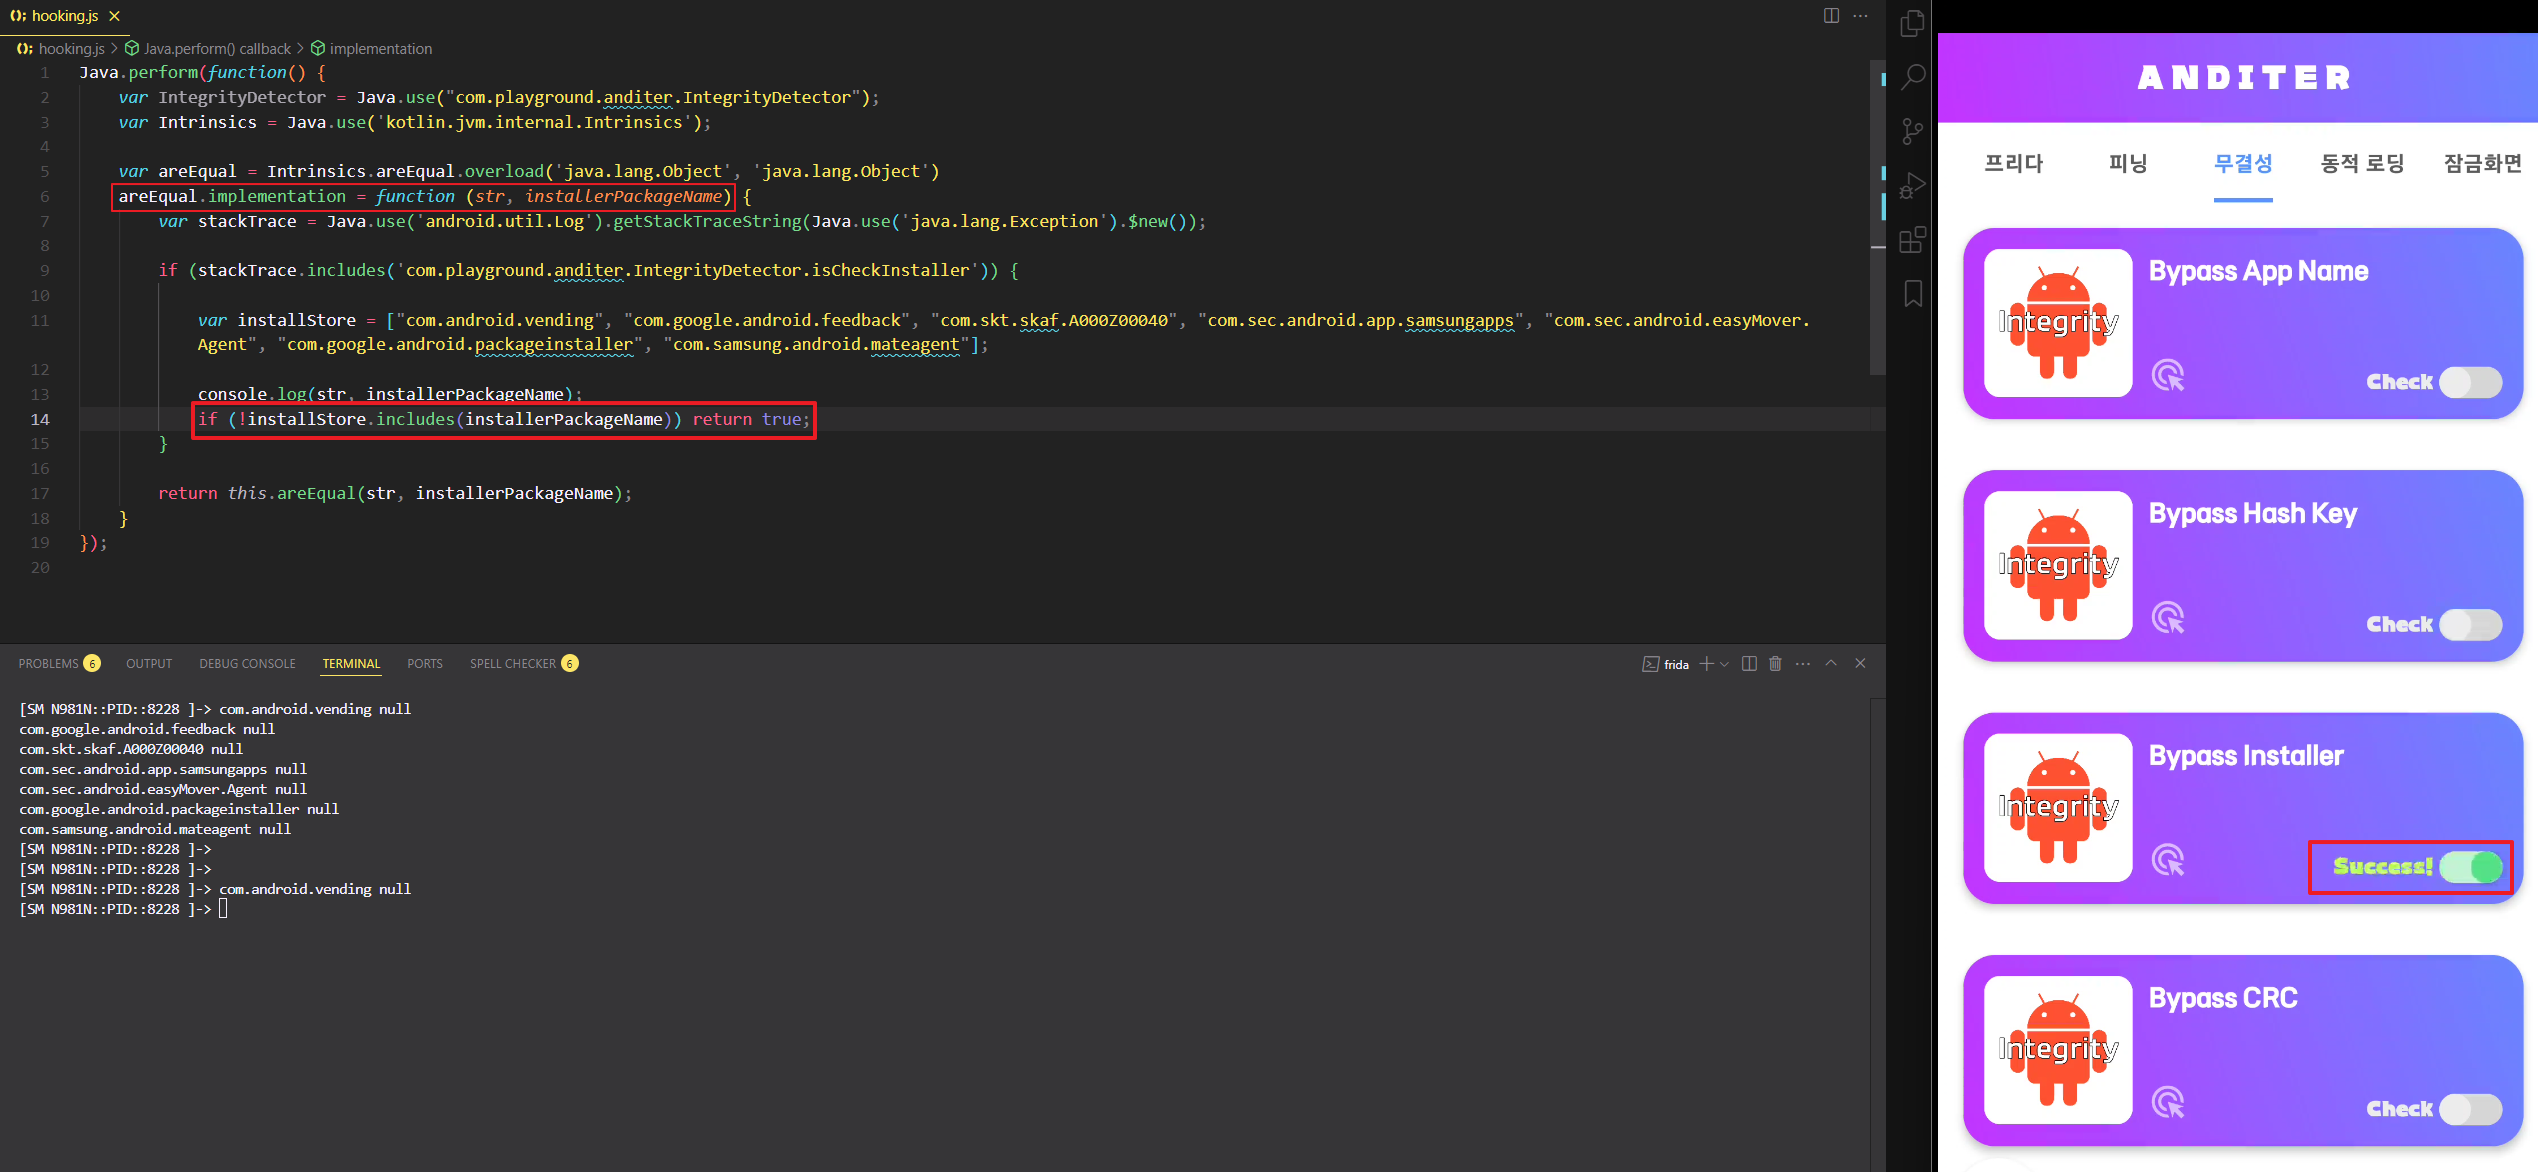 hooking.js
hooking.js > Java.perform() callback > implementation
1 Java.perform(function() {
2 var IntegrityDetector = Java.use("com.playground.anditer.IntegrityDetector");
3 var Intrinsics = Java.use('kotlin.jvm.internal.Intrinsics');
4
5 var areEqual = Intrinsics.areEqual.overload('java.lang.Object', 'java.lang.Object')
6 areEqual.implementation = function (str, installerPackageName) {
7 var stackTrace = Java.use('android.util.Log').getStackTraceString(Java.use('java.lang.Exception').$new());
8
9 if (stackTrace.includes('com.playground.anditer.IntegrityDetector.isCheckInstaller')) {
10
11 var installStore = ["com.android.vending", "com.google.android.feedback", "com.skt.skaf.A000Z00040", "com.sec.android.app.samsungapps", "com.sec.android.easyMover.
Agent", "com.google.android.packageinstaller", "com.samsung.android.mateagent"];
12
13 console.log(str, installerPackageName);
14 if (!installStore.includes(installerPackageName)) return true;
15 }
16
17 return this.areEqual(str, installerPackageName);
18 }
19 });
20
PROBLEMS 6 OUTPUT DEBUG CONSOLE TERMINAL PORTS SPELL CHECKER 6
frida
[SM N981N::PID::8228 ]-> com.android.vending null
com.google.android.feedback null
com.skt.skaf.A000Z00040 null
com.sec.android.app.samsungapps null
com.sec.android.easyMover.Agent null
com.google.android.packageinstaller null
com.samsung.android.mateagent null
[SM N981N::PID::8228 ]->
[SM N981N::PID::8228 ]->
[SM N981N::PID::8228 ]-> com.android.vending null
[SM N981N::PID::8228 ]->
ANDITER
프리다 피닝 무결성 동적 로딩 잠금화면
Bypass App Name
Integrity
Check
Bypass Hash Key
Integrity
Check
Bypass Installer
Integrity
Success!
Bypass CRC
Integrity
Check